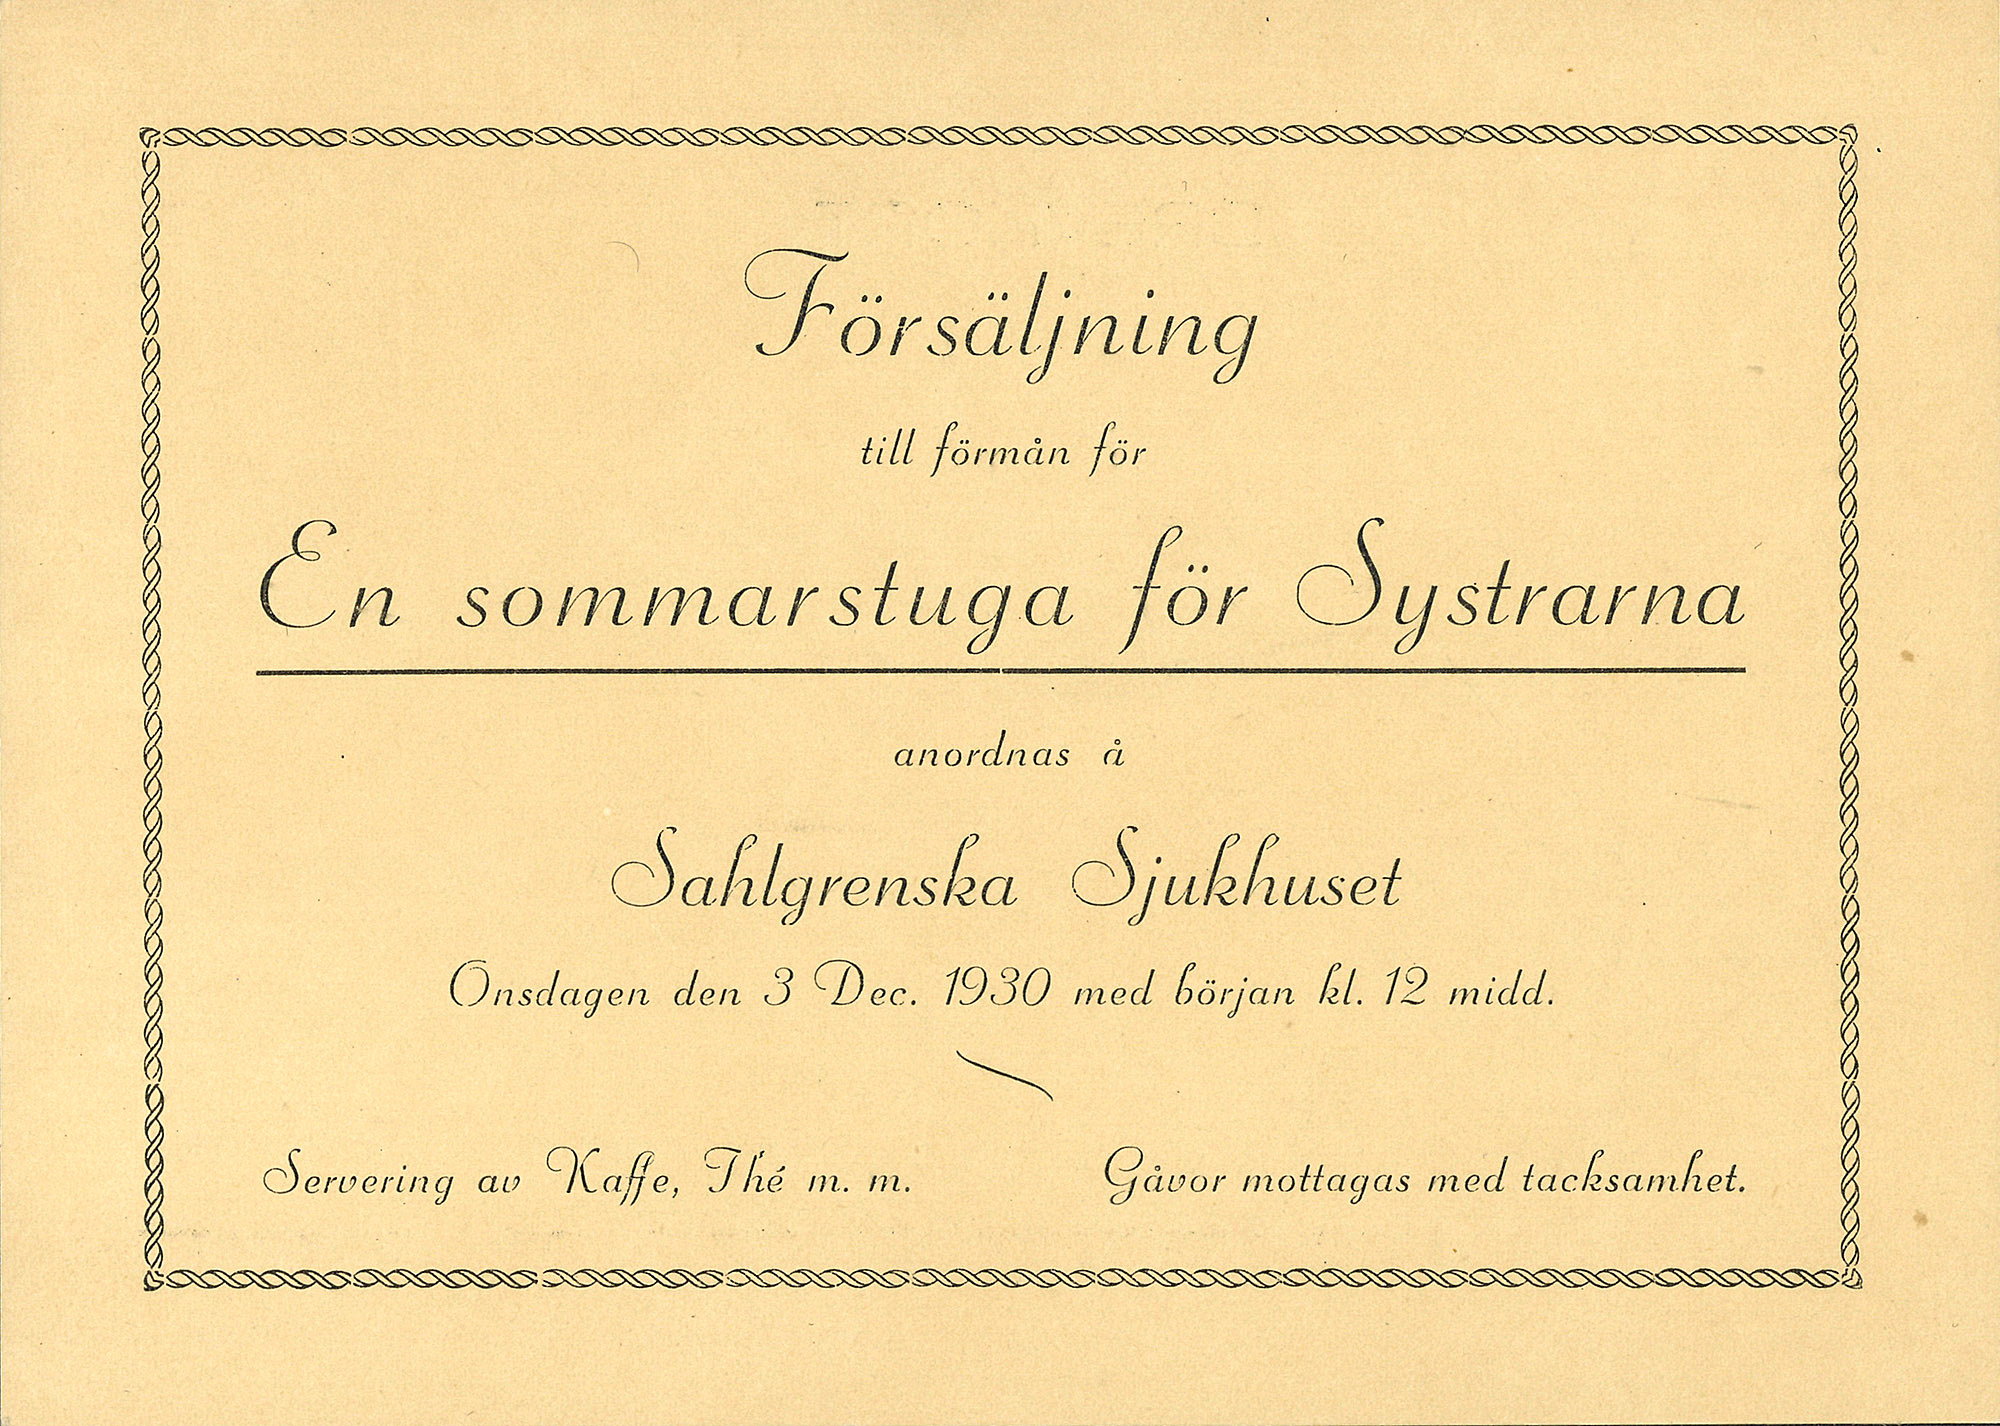 Försäljning
till förmån för
En sommarstuga för Systrarna
anordnas å
Sahlgrenska Sjukhuset
Onsdagen den 3 Dec. 1930 med början kl. 12 midd.
Servering av Kaffe, Thé m. m.
Gåvor mottagas med tacksamhet.